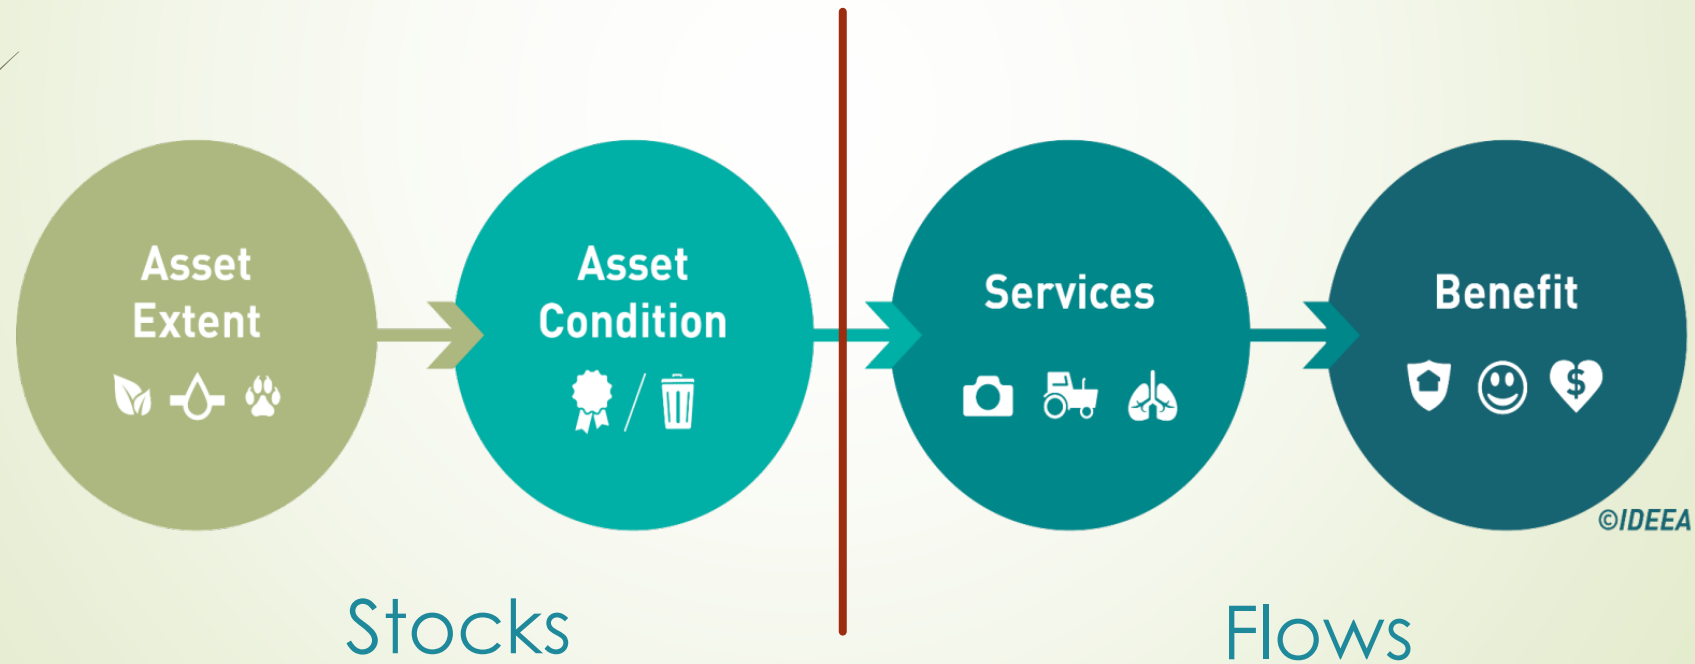 Asset
Extent
Asset
Condition
Services
Benefit
$
©IDEEA
Stocks
Flows